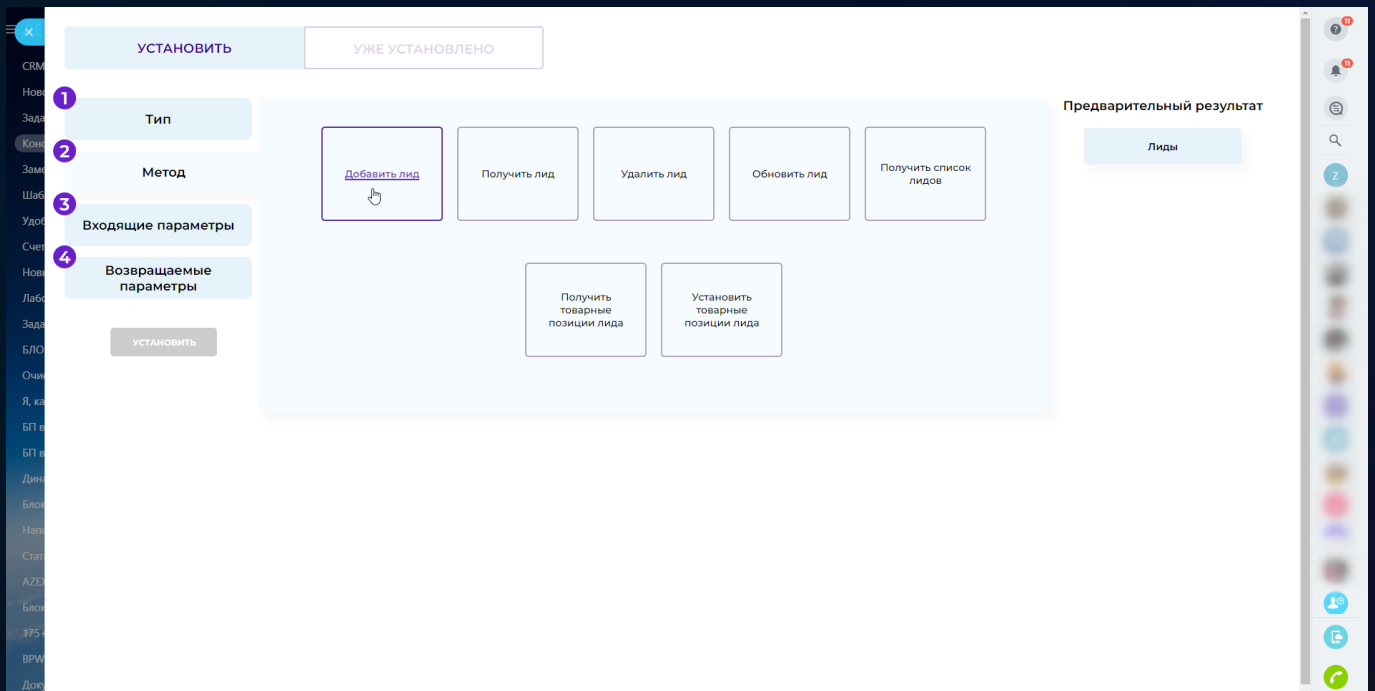 УСТАНОВИТЬ
УЖЕ УСТАНОВЛЕНО
1
Тип
2
Метод
3
Входящие параметры
4
Возвращаемые
параметры
УСТАНОВИТЬ
Добавить лид
Получить лид
Удалить лид
Обновить лид
Получить список
лидов
Получить
товарные
позиции лида
Установить
товарные
позиции лида
Предварительный результат
Лиды
CRM
Ново
Зада
Конс
Заме
Шаб
Удоб
Счет
Новы
Лабо
Зада
БЛО
Очис
Я, ка
БП в
БП в
Дина
Блок
Напо
Стат
AZEX
Блок
175
BPW
Доку
11
11
Z